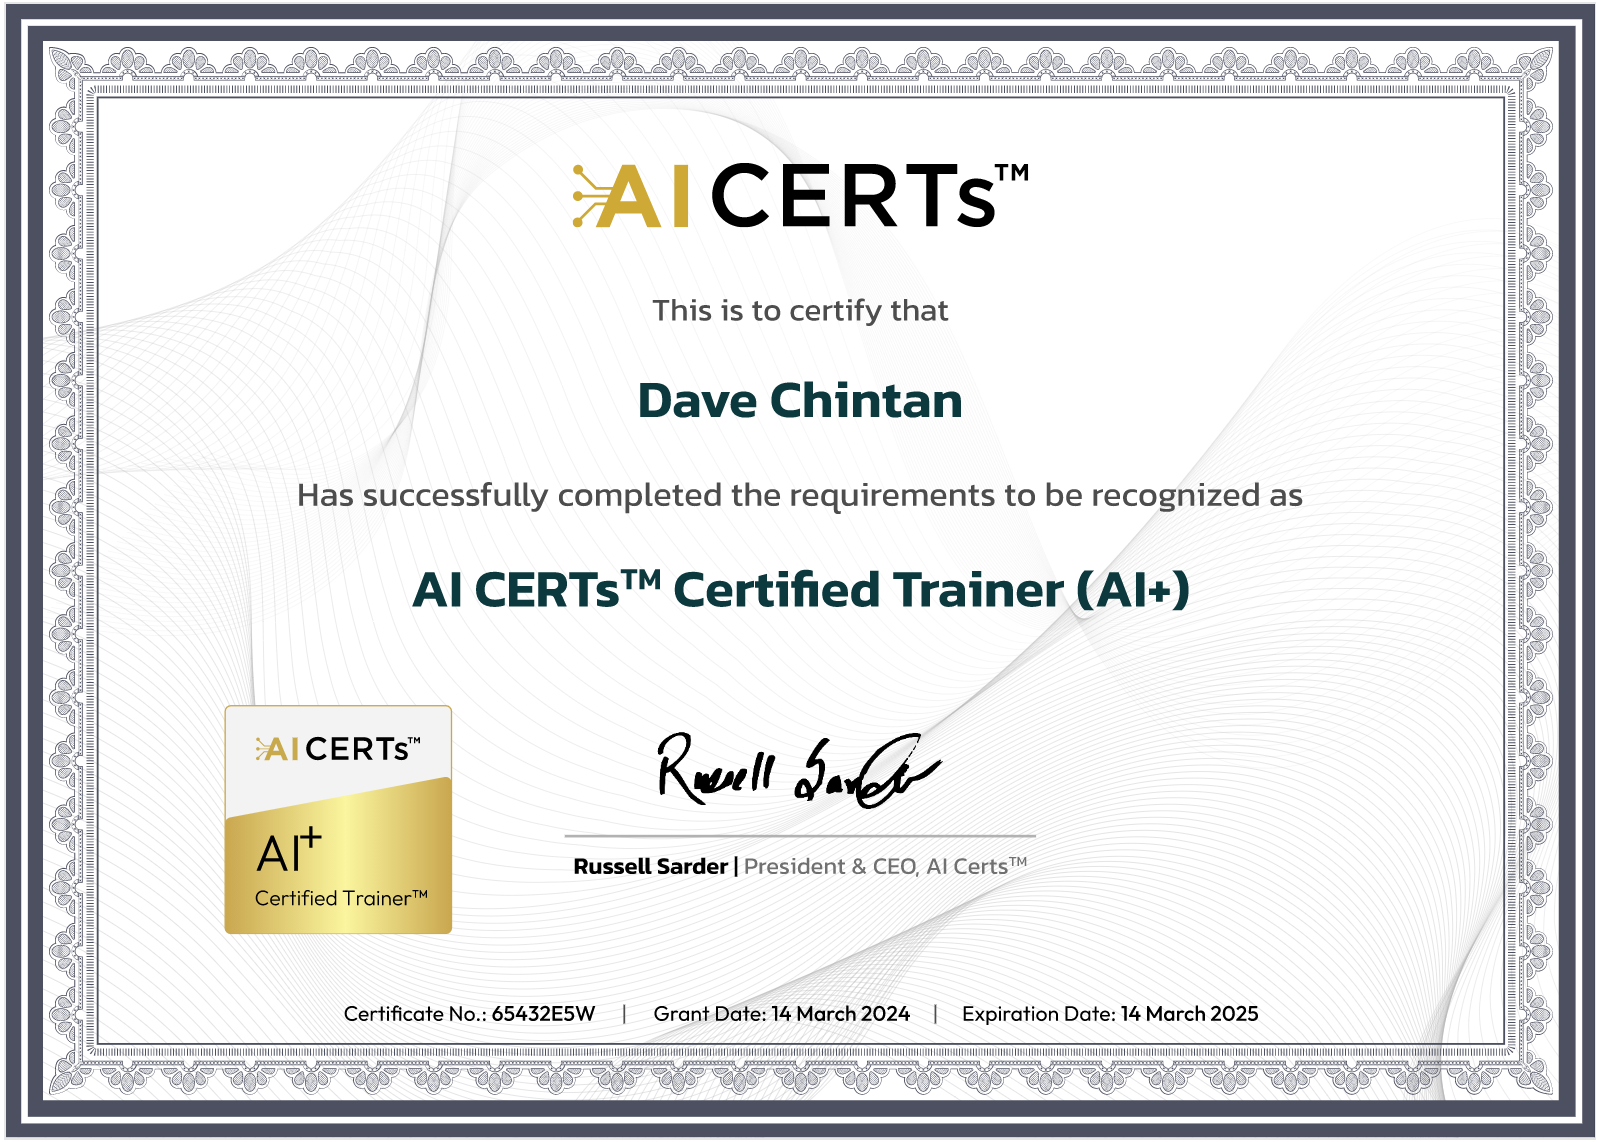 AI CERTs™
This is to certify that
Dave Chintan
Has successfully completed the requirements to be recognized as
AI CERTs™ Certified Trainer (AI+)
AI CERTs™
AI+
Certified Trainer™
Russell Sarder
Russell Sarder | President & CEO, AI Certs™
Certificate No.: 65432E5W | Grant Date: 14 March 2024 | Expiration Date: 14 March 2025